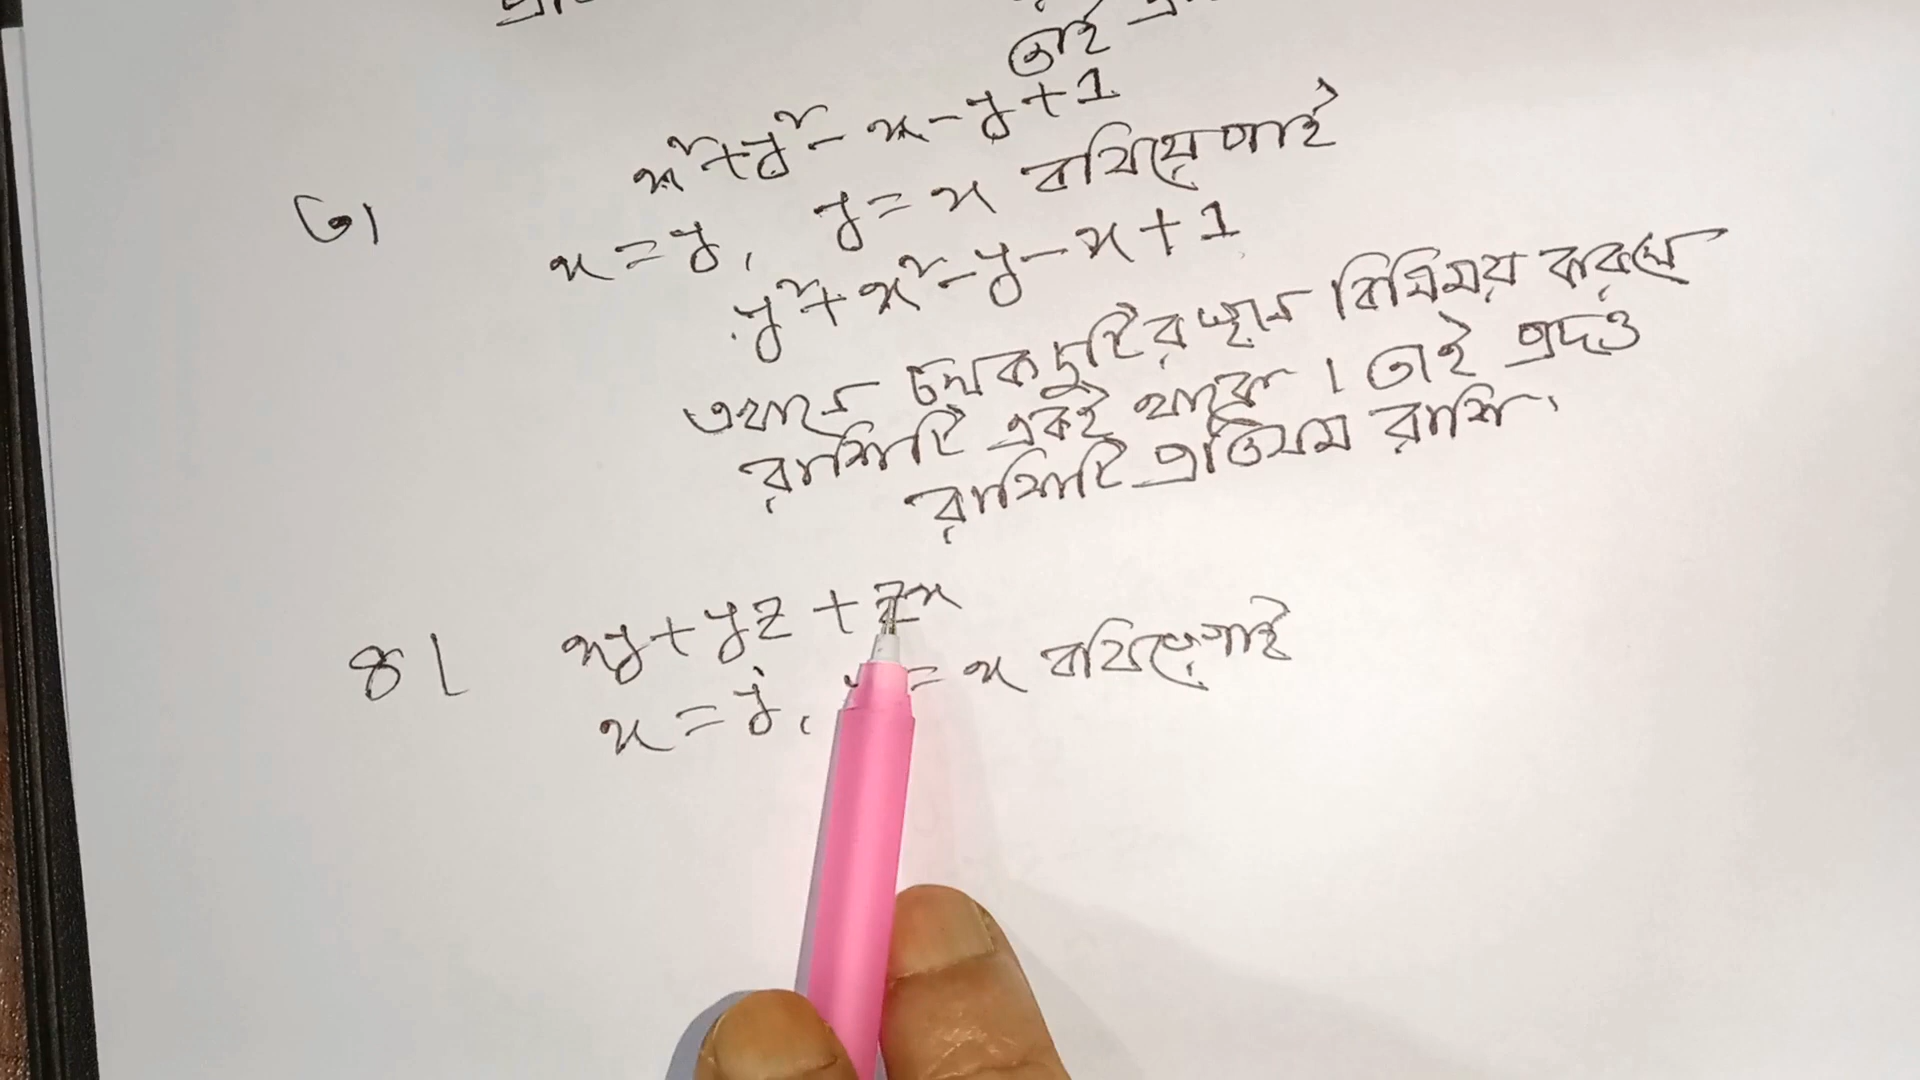 তাই
৩। x²+y²-x-y+1
x=y, y=x বসিয়ে পাই
y²+x²-y-x+1
এখানে চলক দুটির স্থান বিনিময় করলে
রাশিটি একই থাকে। তাই প্রদত্ত
রাশিটি প্রতিসম রাশি।
৪। xy+yz+zx
x=y, =x বসিয়ে পাই